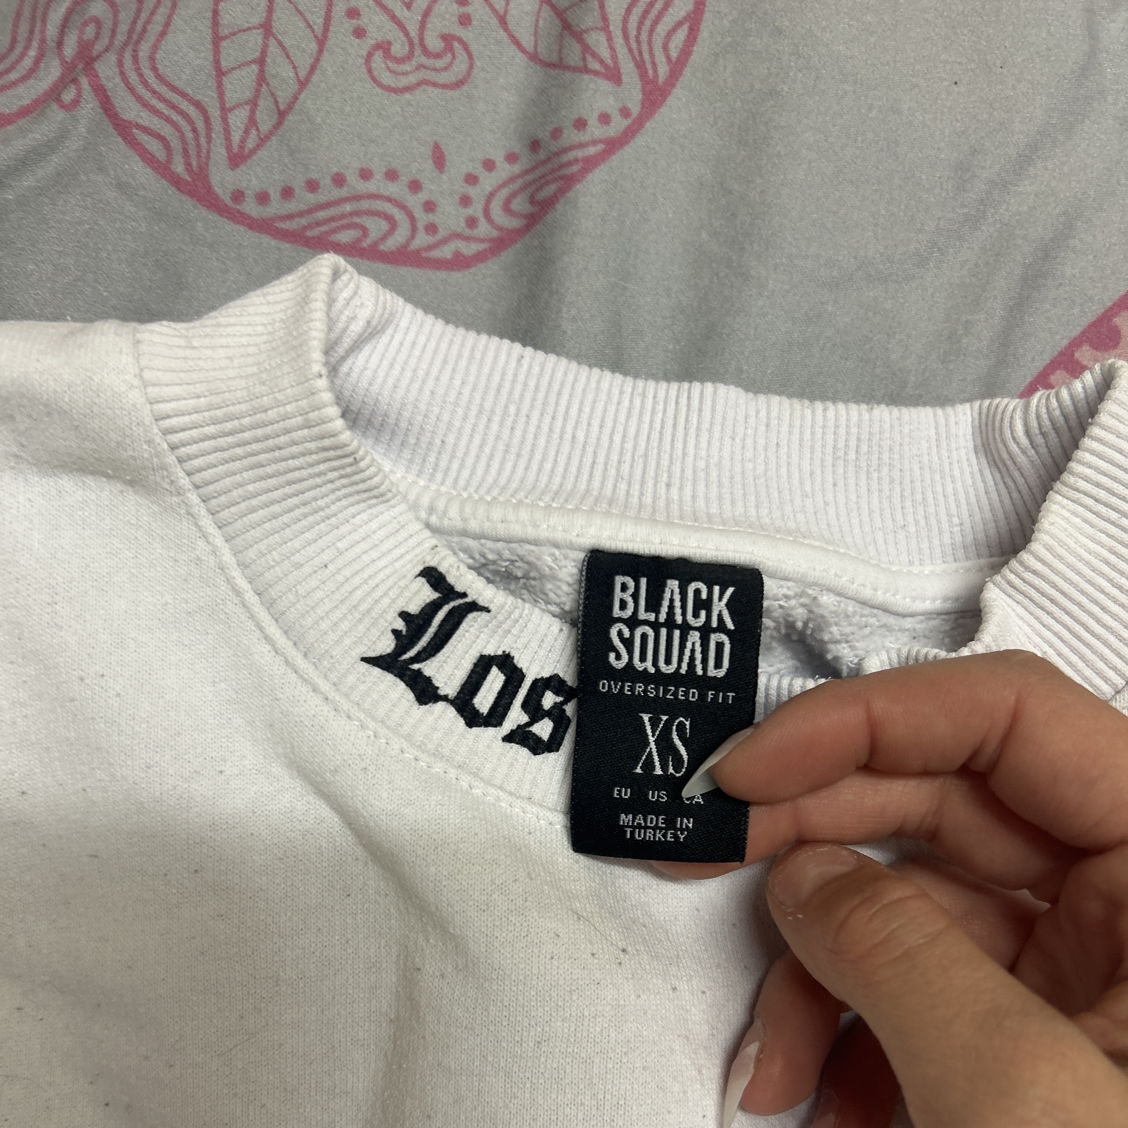 Los
BLACK
SQUAD
OVERSIZED FIT
XS
EU US CA
MADE IN
TURKEY